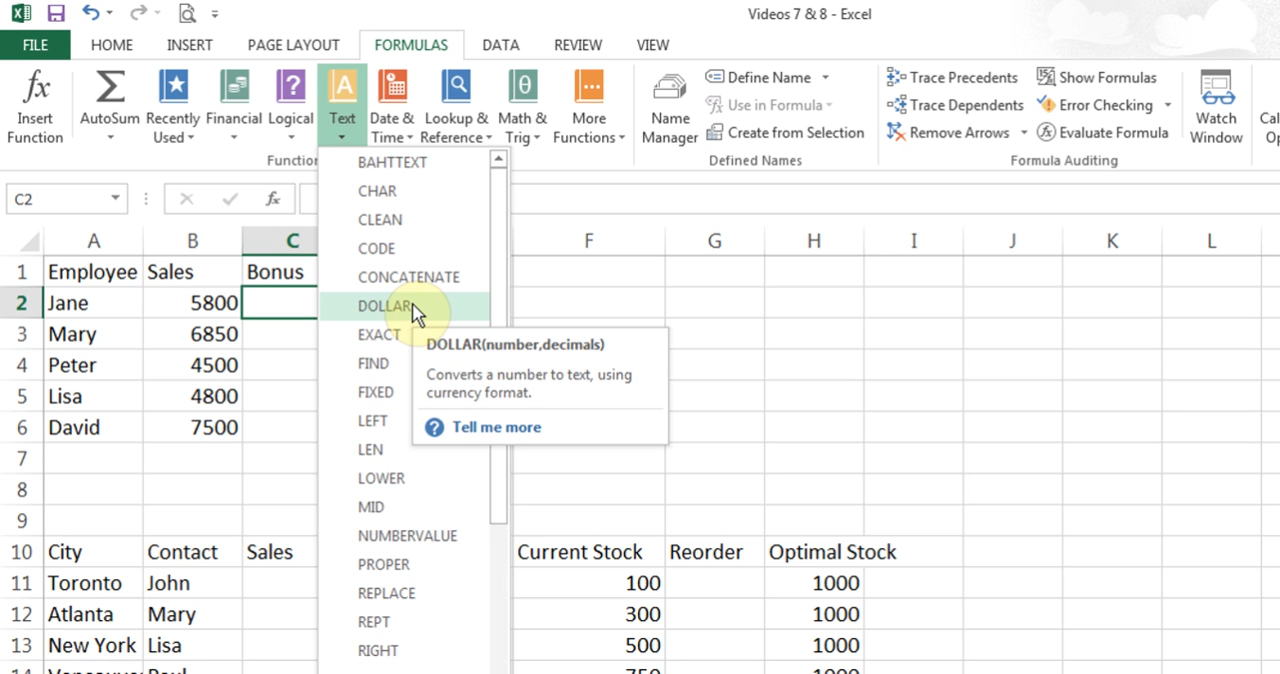 Videos 7 & 8 - Excel
FILE HOME INSERT PAGE LAYOUT FORMULAS DATA REVIEW VIEW
Insert Function
AutoSum
Recently Used
Financial
Logical
Text
Date & Time
Lookup & Reference
Math & Trig
More Functions
Name Manager
Define Name
Use in Formula
Create from Selection
Trace Precedents
Trace Dependents
Remove Arrows
Show Formulas
Error Checking
Evaluate Formula
Watch Window
Defined Names
Formula Auditing
C2
fx
A B C F G H I J K L
1 Employee Sales Bonus
2 Jane 5800
3 Mary 6850
4 Peter 4500
5 Lisa 4800
6 David 7500
7
8
9
10 City Contact Sales Current Stock Reorder Optimal Stock
11 Toronto John 100 1000
12 Atlanta Mary 300 1000
13 New York Lisa 500 1000
BAHTTEXT
CHAR
CLEAN
CODE
CONCATENATE
DOLLAR
EXACT
FIND
FIXED
LEFT
LEN
LOWER
MID
NUMBERVALUE
PROPER
REPLACE
REPT
RIGHT
DOLLAR(number,decimals)
Converts a number to text, using
currency format.
Tell me more